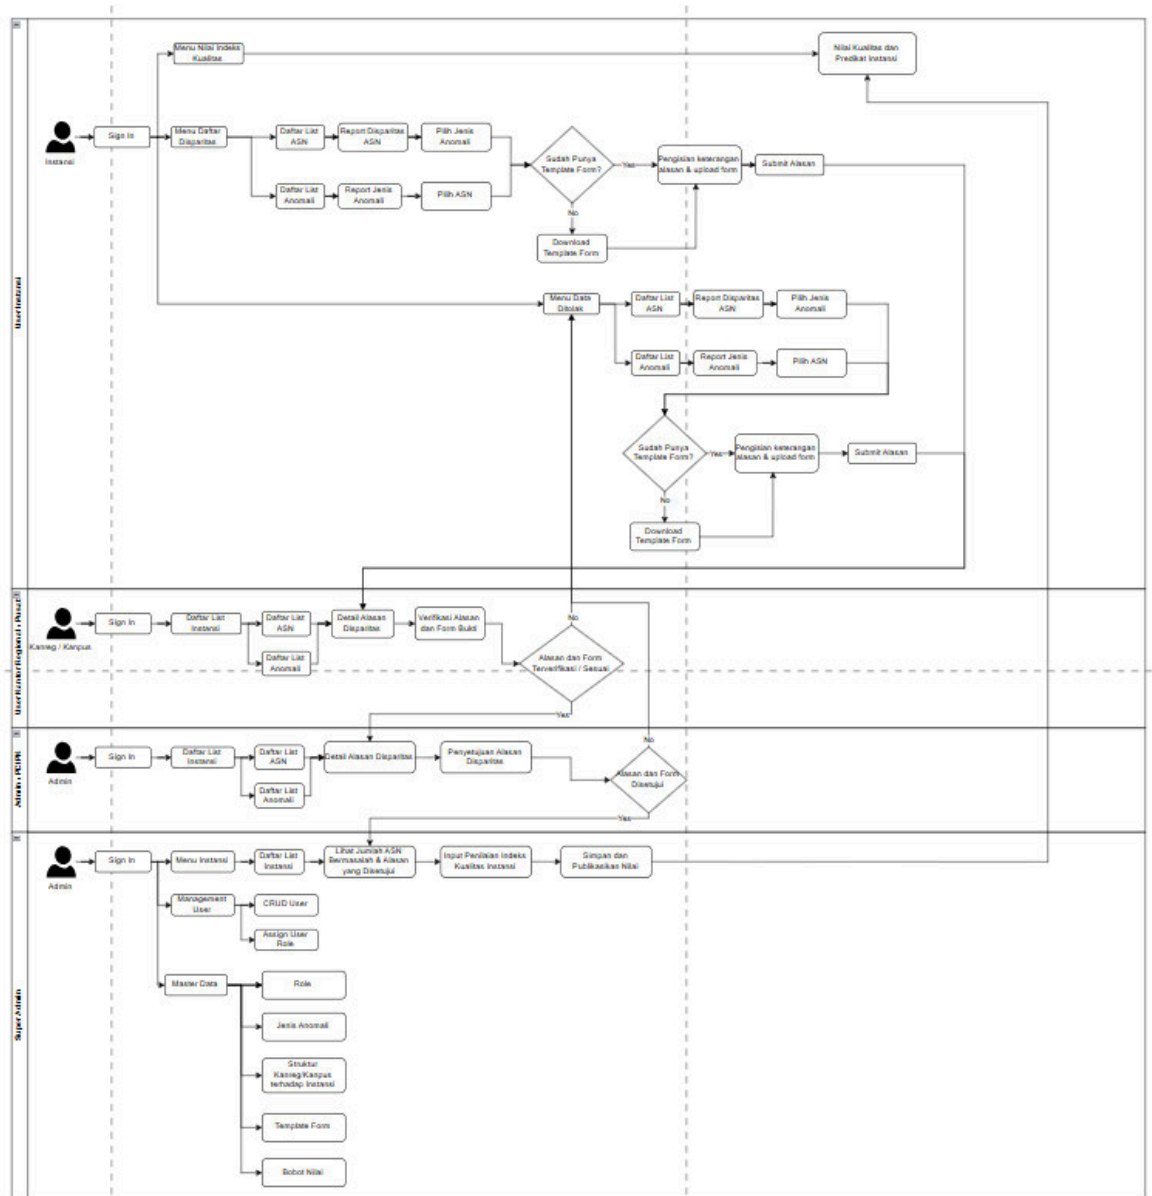 User Instansi
Instansi
Sign In
Menu Nilai Indeks
Kualitas
Nilai Kualitas dan
Predikat Instansi
Menu Daftar
Disparitas
Daftar List
ASN
Report Disparitas
ASN
Pilih Jenis
Anomali
Daftar List
Anomali
Report Jenis
Anomali
Pilih ASN
Sudah Punya
Template Form?
Yes
No
Download
Template Form
Pengisian keterangan
alasan & upload form
Submit Alasan
Menu Data
Ditolak
Daftar List
ASN
Report Disparitas
ASN
Pilih Jenis
Anomali
Daftar List
Anomali
Report Jenis
Anomali
Pilih ASN
Sudah Punya
Template Form?
Yes
No
Download
Template Form
Pengisian keterangan
alasan & upload form
Submit Alasan
User Kantor Regional - Pusat
Kanreg / Kanpus
Sign In
Daftar List
Instansi
Daftar List
ASN
Daftar List
Anomali
Detail Alasan
Disparitas
Verifikasi Alasan
dan Form Bukti
No
Alasan dan Form
Terverifikasi / Sesuai
Yes
Admin
Sign In
Daftar List
Instansi
Daftar List
ASN
Daftar List
Anomali
Detail Alasan Disparitas
Penyetujuan Alasan
Disparitas
No
Alasan dan Form
Disetujui
Yes
Super Admin
Admin
Sign In
Menu Instansi
Daftar List
Instansi
Lihat Jumlah ASN
Bermasalah & Alasan
yang Disetujui
Input Penilaian Indeks
Kualitas Instansi
Simpan dan
Publikasikan Nilai
Management
User
CRUD User
Assign User
Role
Master Data
Role
Jenis Anomali
Struktur
Kanreg/Kanpus
terhadap Instansi
Template Form
Bobot Nilai